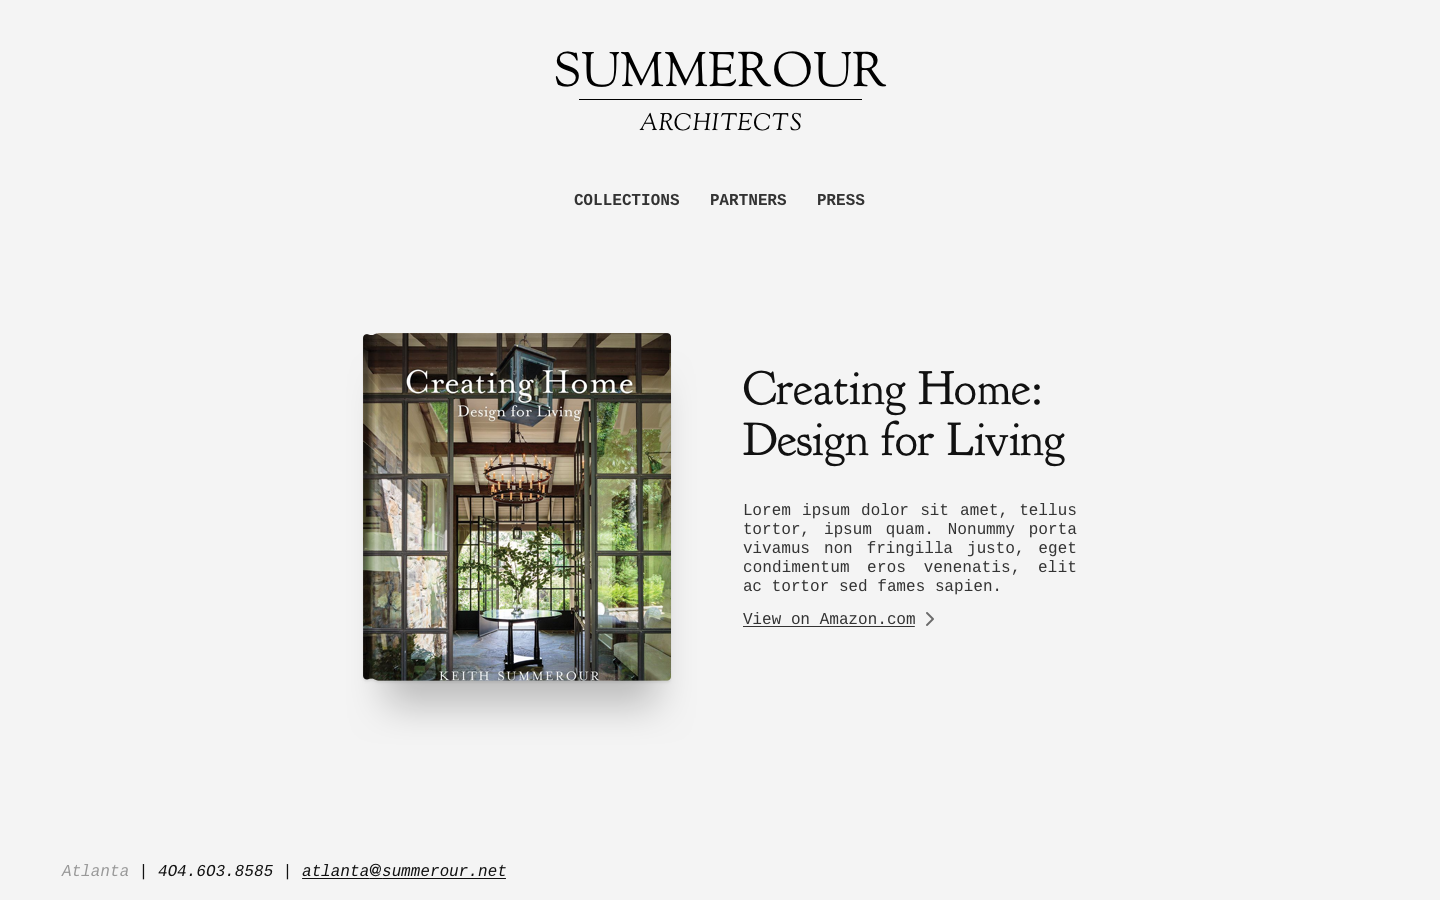 SUMMEROUR
ARCHITECTS
COLLECTIONS PARTNERS PRESS
Creating Home
Design for Living
KEITH SUMMEROUR
Creating Home:
Design for Living
Lorem ipsum dolor sit amet, tellus
tortor, ipsum quam. Nonummy porta
vivamus non fringilla justo, eget
condimentum eros venenatis, elit
ac tortor sed fames sapien.
View on Amazon.com
Atlanta | 404.603.8585 | atlanta@summerour.net